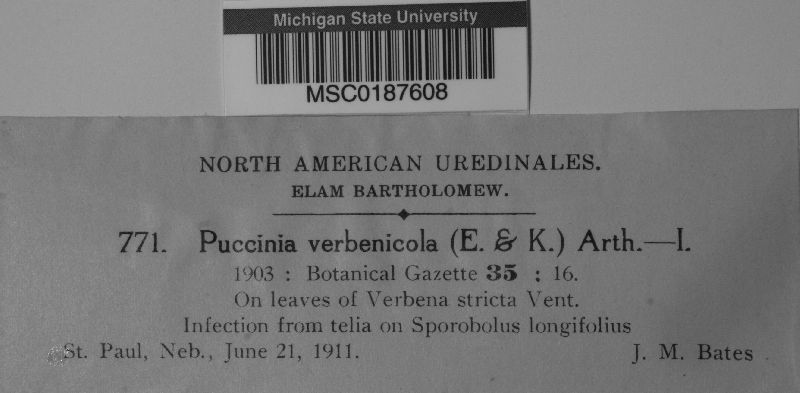 Michigan State University
MSC0187608
NORTH AMERICAN UREDINALES.
ELAM BARTHOLOMEW.
771. Puccinia verbenicola (E. & K.) Arth.—I.
1903 : Botanical Gazette 35 : 16.
On leaves of Verbena stricta Vent.
Infection from telia on Sporobolus longifolius
St. Paul, Neb., June 21, 1911. J. M. Bates